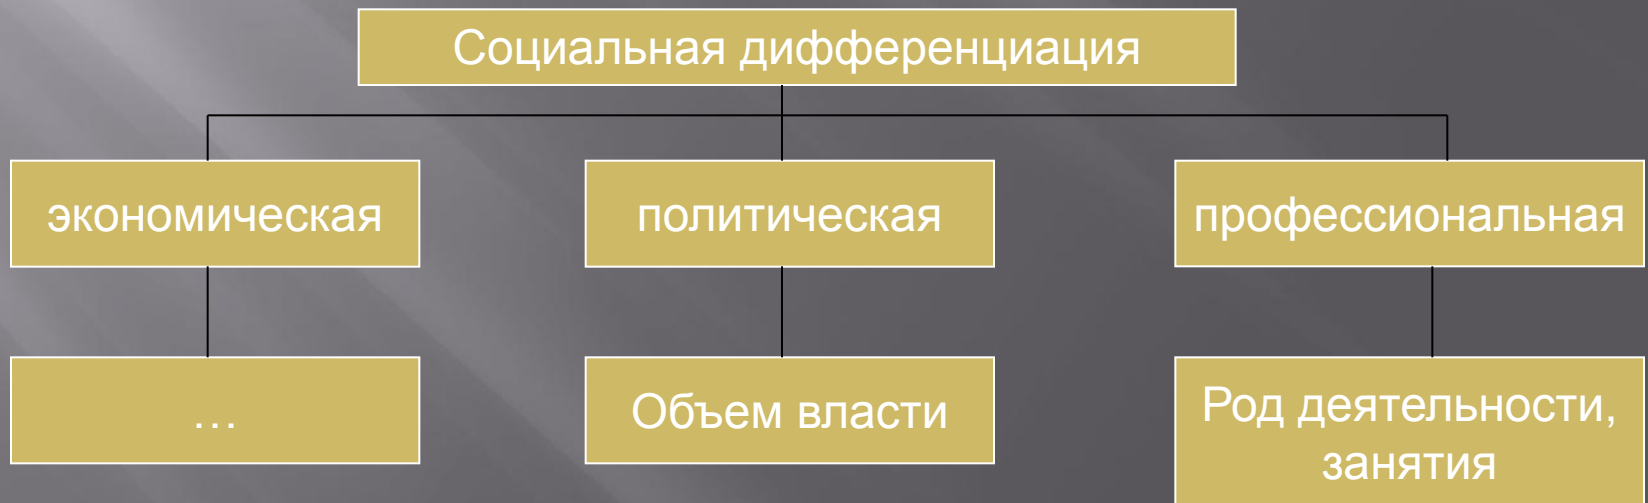 Социальная дифференциация
экономическая
политическая
профессиональная
…
Объем власти
Род деятельности,
занятия